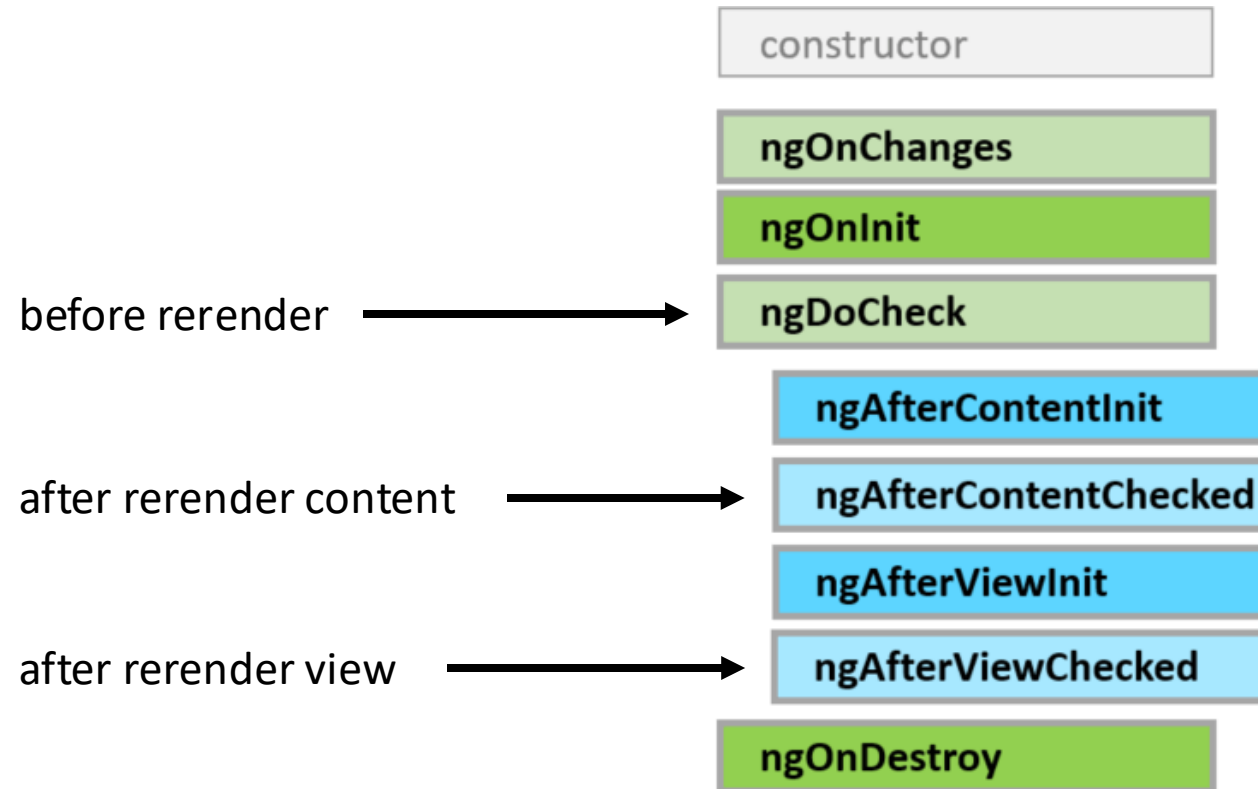 constructor
ngOnChanges
ngOnInit
before rerender
ngDoCheck
ngAfterContentInit
after rerender content
ngAfterContentChecked
ngAfterViewInit
after rerender view
ngAfterViewChecked
ngOnDestroy